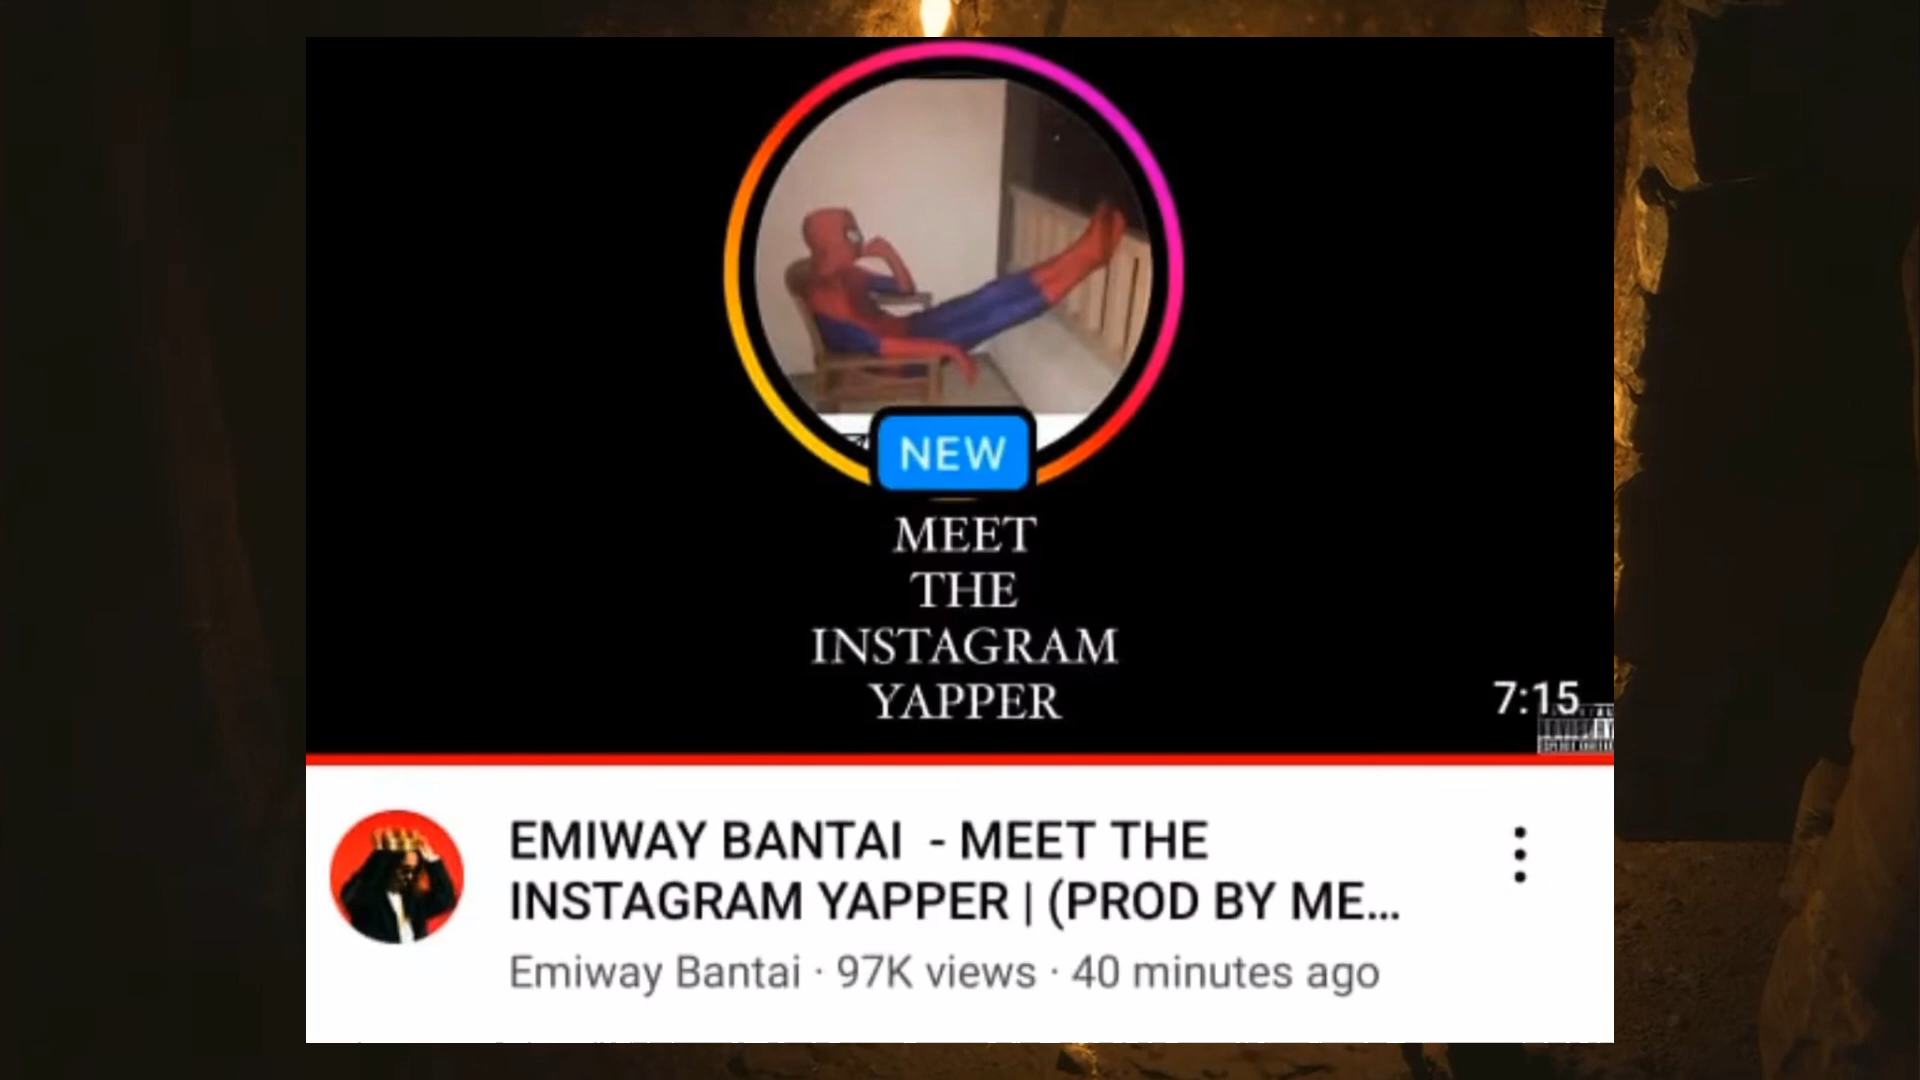 NEW
MEET
THE
INSTAGRAM
YAPPER
7:15
EMIWAY BANTAI - MEET THE
INSTAGRAM YAPPER | (PROD BY ME...
Emiway Bantai · 97K views · 40 minutes ago